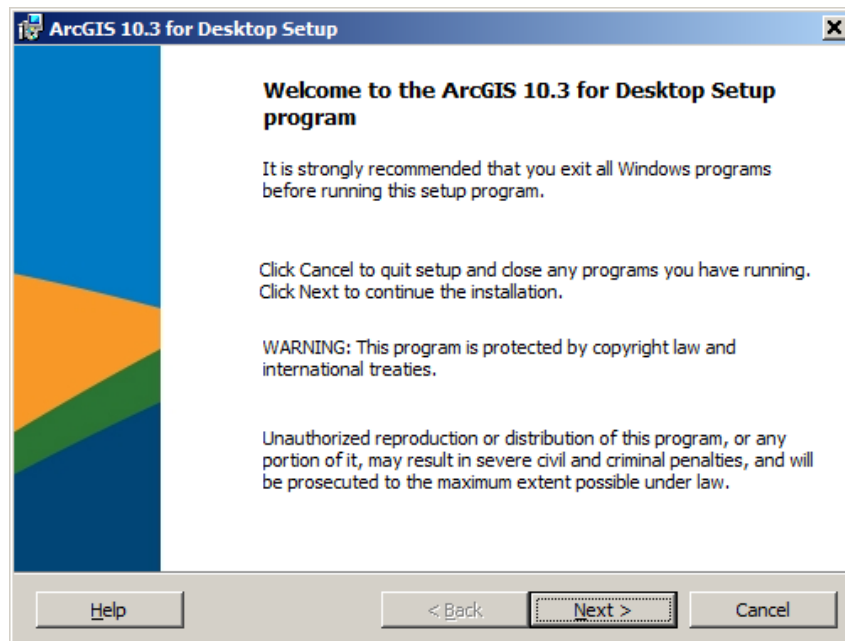 ArcGIS 10.3 for Desktop Setup
Welcome to the ArcGIS 10.3 for Desktop Setup
program
It is strongly recommended that you exit all Windows programs
before running this setup program.
Click Cancel to quit setup and close any programs you have running.
Click Next to continue the installation.
WARNING: This program is protected by copyright law and
international treaties.
Unauthorized reproduction or distribution of this program, or any
portion of it, may result in severe civil and criminal penalties, and will
be prosecuted to the maximum extent possible under law.
Help
< Back
Next >
Cancel